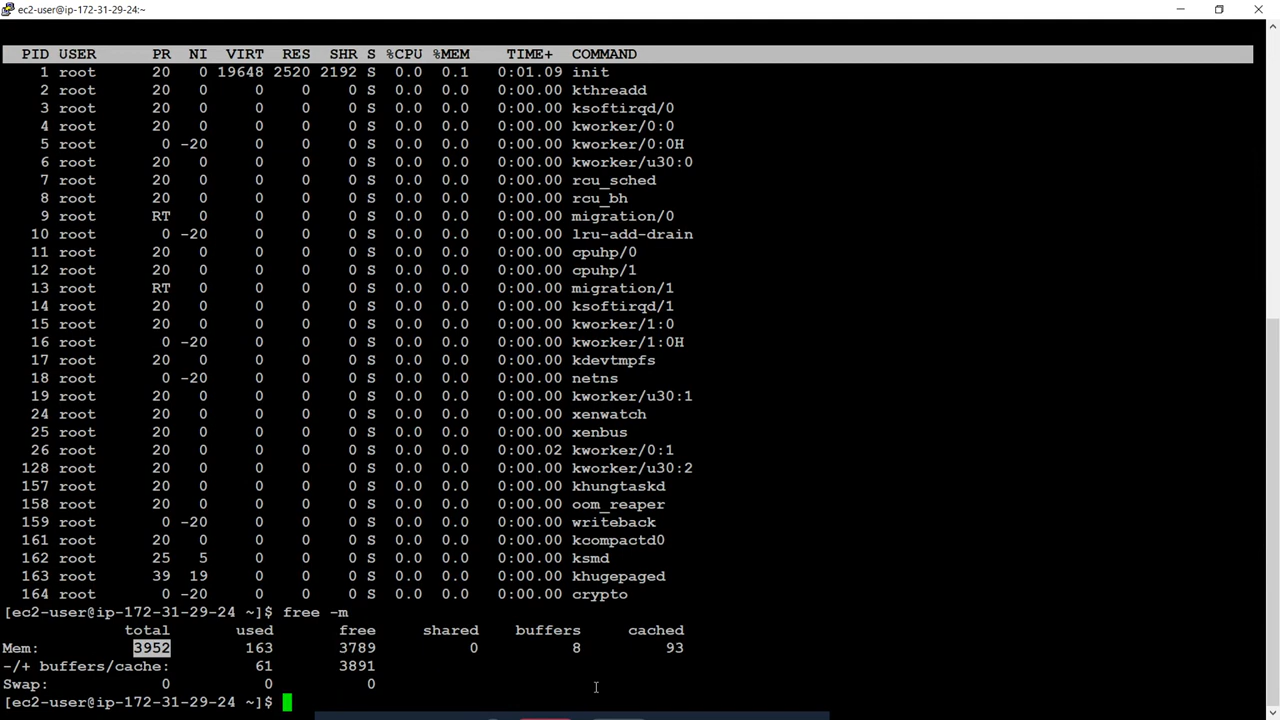 ec2-user@ip-172-31-29-24:~
PID USER PR NI VIRT RES SHR S %CPU %MEM TIME+ COMMAND
1 root 20 0 19648 2520 2192 S 0.0 0.1 0:01.09 init
2 root 20 0 0 0 0 S 0.0 0.0 0:00.00 kthreadd
3 root 20 0 0 0 0 S 0.0 0.0 0:00.00 ksoftirqd/0
4 root 20 0 0 0 0 S 0.0 0.0 0:00.00 kworker/0:0
5 root 0 -20 0 0 0 S 0.0 0.0 0:00.00 kworker/0:0H
6 root 20 0 0 0 0 S 0.0 0.0 0:00.00 kworker/u30:0
7 root 20 0 0 0 0 S 0.0 0.0 0:00.00 rcu_sched
8 root 20 0 0 0 0 S 0.0 0.0 0:00.00 rcu_bh
9 root RT 0 0 0 0 S 0.0 0.0 0:00.00 migration/0
10 root 0 -20 0 0 0 S 0.0 0.0 0:00.00 lru-add-drain
11 root 20 0 0 0 0 S 0.0 0.0 0:00.00 cpuhp/0
12 root 20 0 0 0 0 S 0.0 0.0 0:00.00 cpuhp/1
13 root RT 0 0 0 0 S 0.0 0.0 0:00.00 migration/1
14 root 20 0 0 0 0 S 0.0 0.0 0:00.00 ksoftirqd/1
15 root 20 0 0 0 0 S 0.0 0.0 0:00.00 kworker/1:0
16 root 0 -20 0 0 0 S 0.0 0.0 0:00.00 kworker/1:0H
17 root 20 0 0 0 0 S 0.0 0.0 0:00.00 kdevtmpfs
18 root 0 -20 0 0 0 S 0.0 0.0 0:00.00 netns
19 root 20 0 0 0 0 S 0.0 0.0 0:00.00 kworker/u30:1
24 root 20 0 0 0 0 S 0.0 0.0 0:00.00 xenwatch
25 root 20 0 0 0 0 S 0.0 0.0 0:00.00 xenbus
26 root 20 0 0 0 0 S 0.0 0.0 0:00.02 kworker/0:1
128 root 20 0 0 0 0 S 0.0 0.0 0:00.00 kworker/u30:2
157 root 20 0 0 0 0 S 0.0 0.0 0:00.00 khungtaskd
158 root 20 0 0 0 0 S 0.0 0.0 0:00.00 oom_reaper
159 root 0 -20 0 0 0 S 0.0 0.0 0:00.00 writeback
161 root 20 0 0 0 0 S 0.0 0.0 0:00.00 kcompactd0
162 root 25 5 0 0 0 S 0.0 0.0 0:00.00 ksmd
163 root 39 19 0 0 0 S 0.0 0.0 0:00.00 khugepaged
164 root 0 -20 0 0 0 S 0.0 0.0 0:00.00 crypto
[ec2-user@ip-172-31-29-24 ~]$ free -m
total used free shared buffers cached
Mem: 3952 163 3789 0 8 93
-/+ buffers/cache: 61 3891
Swap: 0 0 0
[ec2-user@ip-172-31-29-24 ~]$